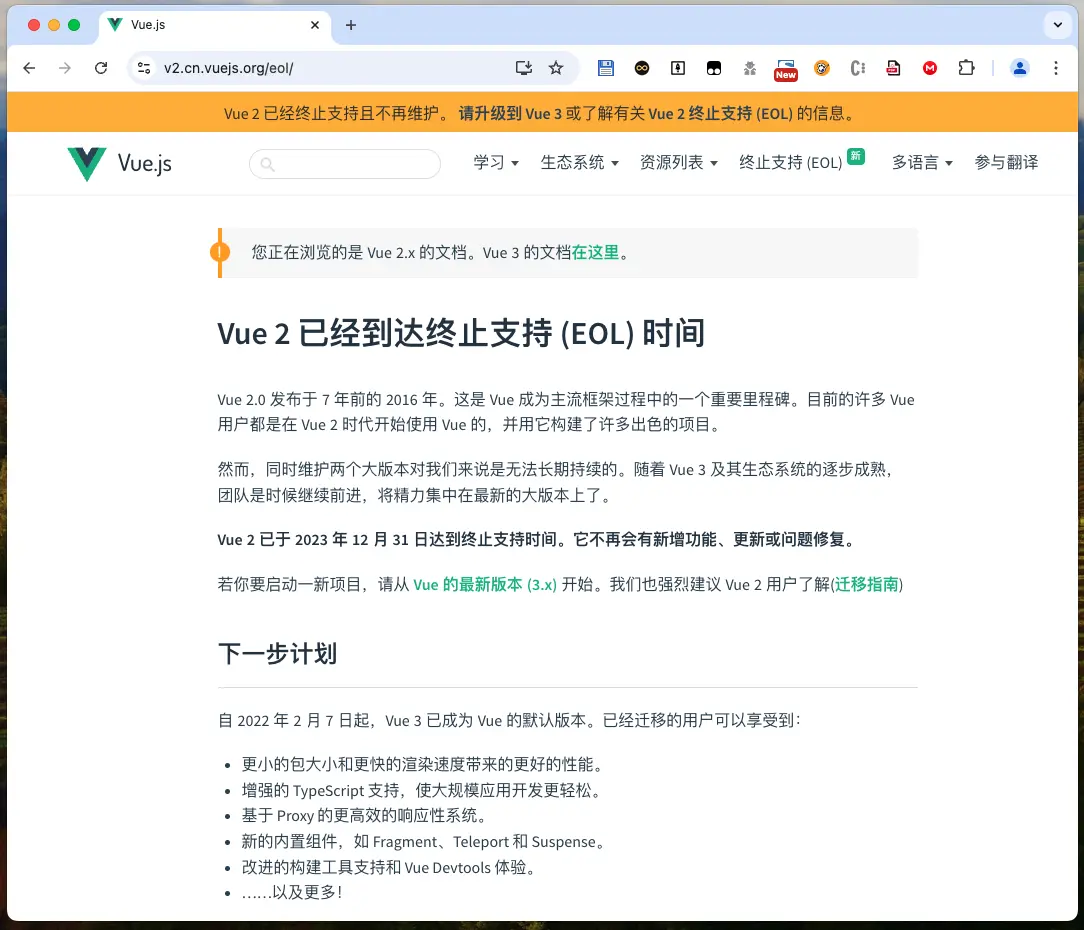 Vue.js
v2.cn.vuejs.org/eol/
New
Vue 2 已经终止支持且不再维护。 请升级到 Vue 3 或了解有关 Vue 2 终止支持 (EOL) 的信息。
Vue.js 学习 生态系统 资源列表 终止支持 (EOL) 新 多语言 参与翻译
您正在浏览的是 Vue 2.x 的文档。Vue 3 的文档在这里。
Vue 2 已经到达终止支持 (EOL) 时间
Vue 2.0 发布于 7 年前的 2016 年。这是 Vue 成为主流框架过程中的一个重要里程碑。目前的许多 Vue
用户都是在 Vue 2 时代开始使用 Vue 的，并用它构建了许多出色的项目。
然而，同时维护两个大版本对我们来说是无法长期持续的。随着 Vue 3 及其生态系统的逐步成熟，
团队是时候继续前进，将精力集中在最新的大版本上了。
Vue 2 已于 2023 年 12 月 31 日达到终止支持时间。它不再会有新增功能、更新或问题修复。
若你要启动一新项目，请从 Vue 的最新版本 (3.x) 开始。我们也强烈建议 Vue 2 用户了解(迁移指南)
下一步计划
自 2022 年 2 月 7 日起，Vue 3 已成为 Vue 的默认版本。已经迁移的用户可以享受到：
• 更小的包大小和更快的渲染速度带来的更好的性能。
• 增强的 TypeScript 支持，使大规模应用开发更轻松。
• 基于 Proxy 的更高效的响应性系统。
• 新的内置组件，如 Fragment、Teleport 和 Suspense。
• 改进的构建工具支持和 Vue Devtools 体验。
• ……以及更多！